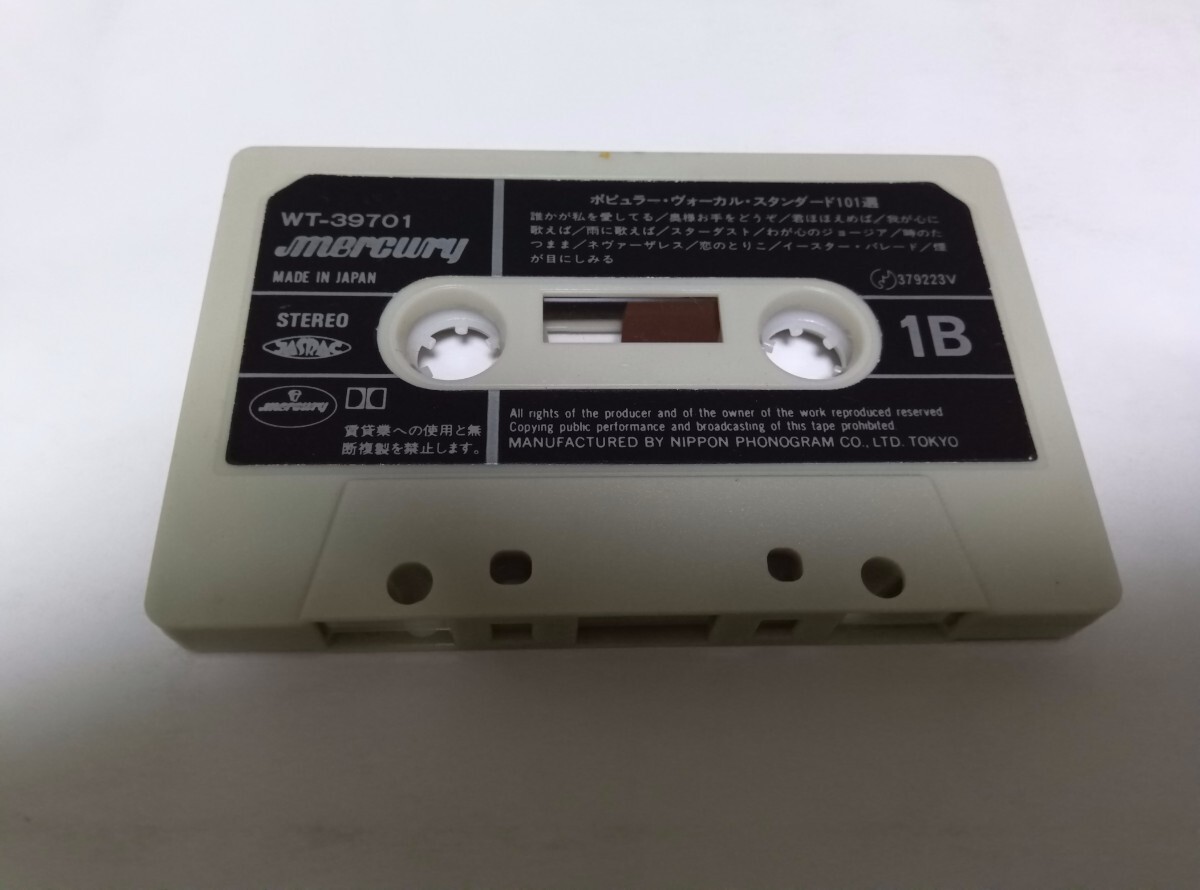 WT-39701
mercury
MADE IN JAPAN
ポピュラー・ヴォーカル・スタンダード101選
誰かが私を愛してる/奥様お手をどうぞ/君ほほえめば/我が心に
歌えば/雨に歌えば/スターダスト/わが心のジョージア/時のた
つまま/ネヴァーザレス/恋のとりこ/イースター・パレード/煙
が目にしみる
379223V
STEREO
JASRAC
1B
mercury
賃貸業への使用と無
断複製を禁止します。
All rights of the producer and of the owner of the work reproduced reserved
Copying public performance and broadcasting of this tape prohibited
MANUFACTURED BY NIPPON PHONOGRAM CO., LTD. TOKYO